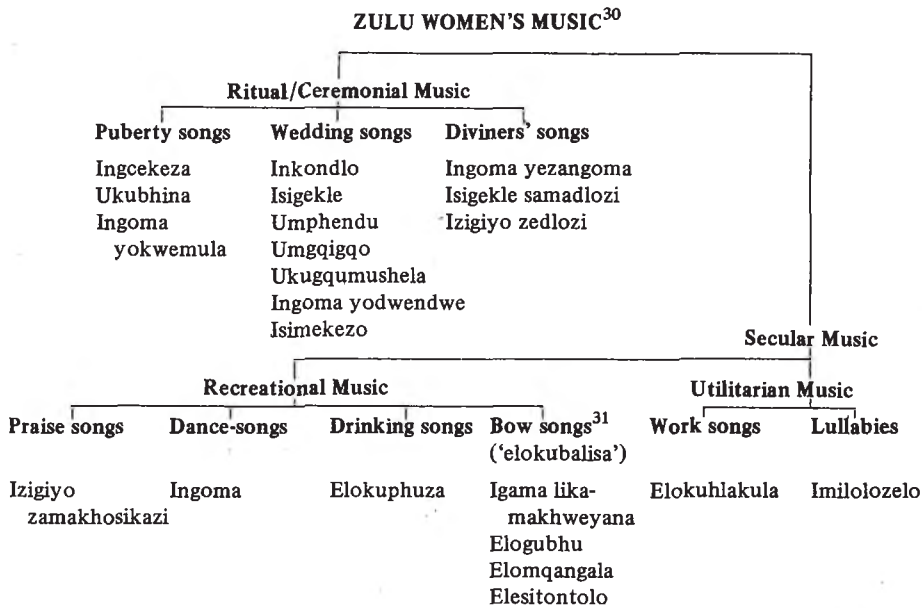 ZULU WOMEN'S MUSIC30
Ritual/Ceremonial Music
Puberty songs Wedding songs Diviners' songs
Ingcekeza Inkondlo Ingoma yezangoma
Ukubhina Isigekle Isigekle samadlozi
Ingoma Umphendu Izigiyo zedlozi
yokwemula Umgqigqo
Ukugqumushela
Ingoma yodwendwe
Isimekezo
Secular Music
Recreational Music Utilitarian Music
Praise songs Dance-songs Drinking songs Bow songs31 Work songs Lullabies
('elokubalisa')
Izigiyo Ingoma Elokuphuza Igama lika- Elokuhlakula Imilolozelo
zamakhosikazi makhweyana
Elogubhu
Elomqangala
Elesitontolo